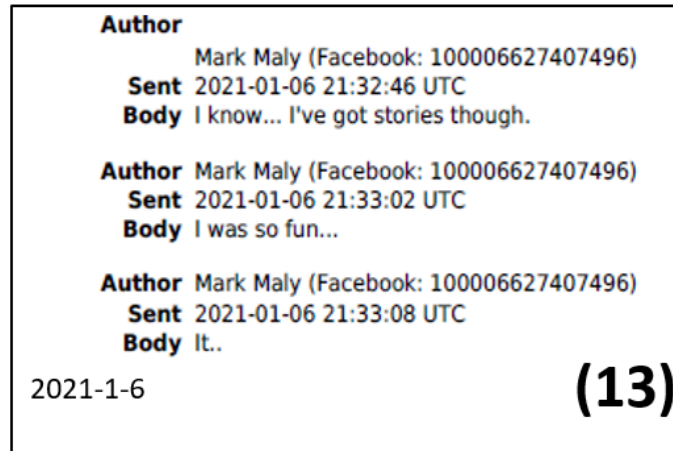 Author
Mark Maly (Facebook: 100006627407496)
Sent 2021-01-06 21:32:46 UTC
Body I know... I've got stories though.
Author Mark Maly (Facebook: 100006627407496)
Sent 2021-01-06 21:33:02 UTC
Body I was so fun...
Author Mark Maly (Facebook: 100006627407496)
Sent 2021-01-06 21:33:08 UTC
Body It..
2021-1-6 (13)